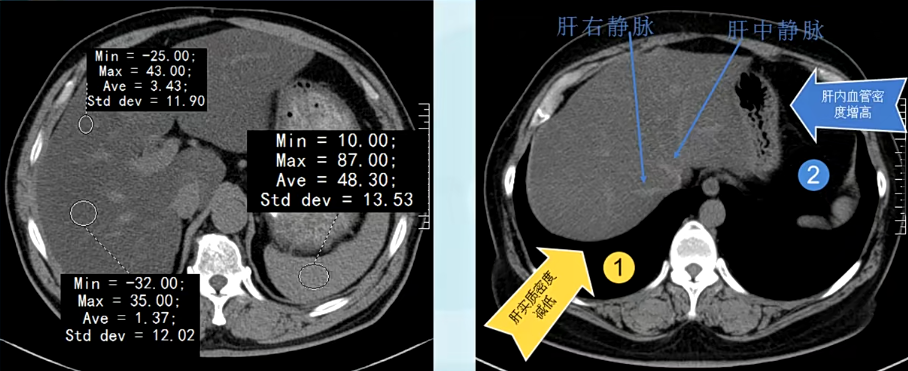 Min = -25.00;
Max = 43.00;
Ave = 3.43;
Std dev = 11.90
Min = 10.00;
Max = 87.00;
Ave = 48.30;
Std dev = 13.53
Min = -32.00;
Max = 35.00;
Ave = 1.37;
Std dev = 12.02
肝右静脉
肝中静脉
肝内血管密
度增高
2
1
肝实质密度
减低